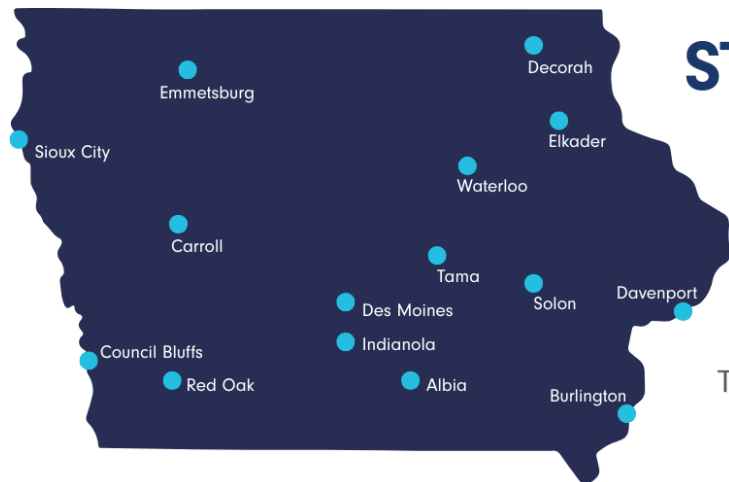 Decorah
ST
Emmetsburg
Elkader
Sioux City
Waterloo
Carroll
Tama
Davenport
Solon
Des Moines
Indianola
Council Bluffs
Red Oak
Albia
T
Burlington